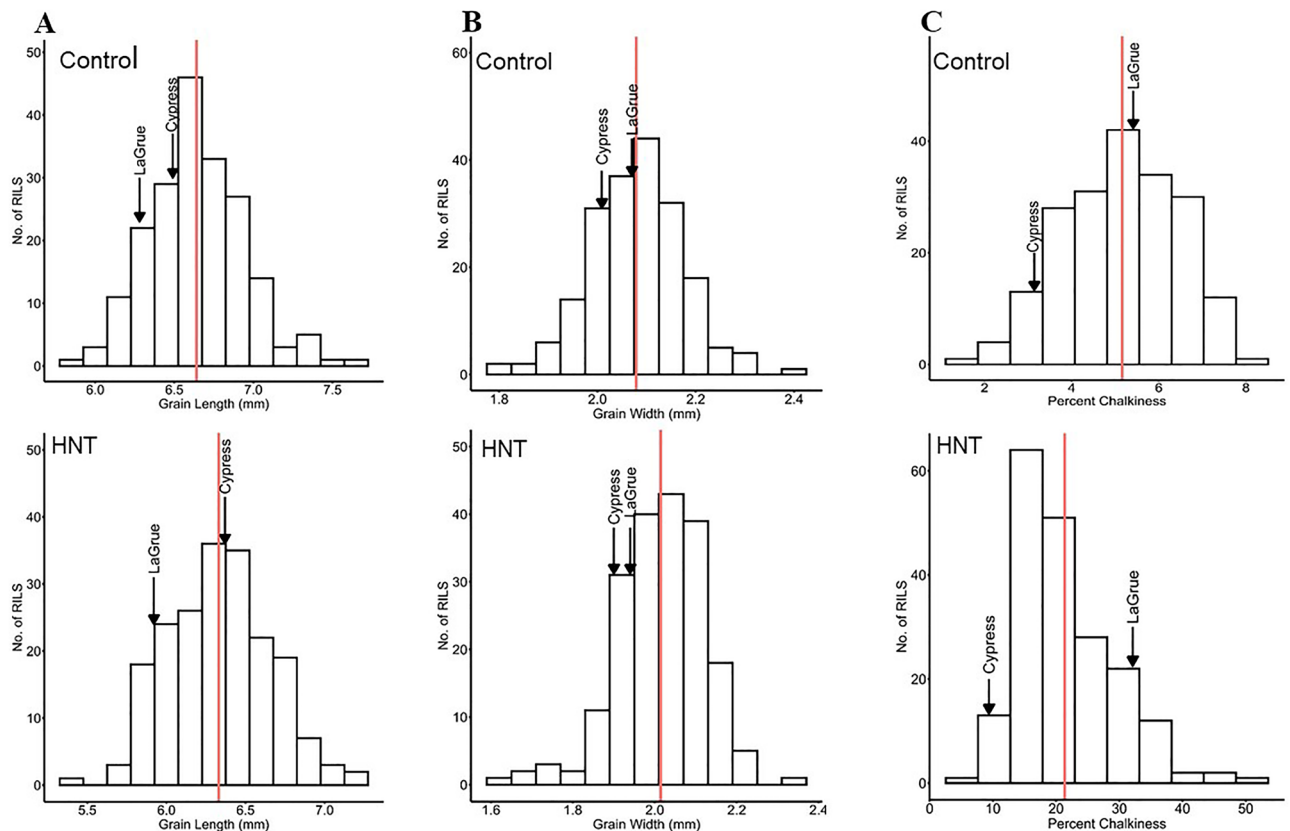 A
Control
No. of RILS
50
40
30
20
10
0
LaGrue
Cypress
6.0 6.5 7.0 7.5
Grain Length (mm)
B
Control
No. of RILS
60
40
20
0
Cypress
LaGrue
1.8 2.0 2.2 2.4
Grain Width (mm)
C
Control
No. of RILS
40
20
0
Cypress
LaGrue
2 4 6 8
Percent Chalkiness
HNT
No. of RILS
50
40
30
20
10
0
LaGrue
Cypress
5.5 6.0 6.5 7.0
Grain Length (mm)
HNT
No. of RILS
50
40
30
20
10
0
Cypress
LaGrue
1.6 1.8 2.0 2.2 2.4
Grain Width (mm)
HNT
No. of RILS
60
40
20
0
Cypress
LaGrue
0 10 20 30 40 50
Percent Chalkiness